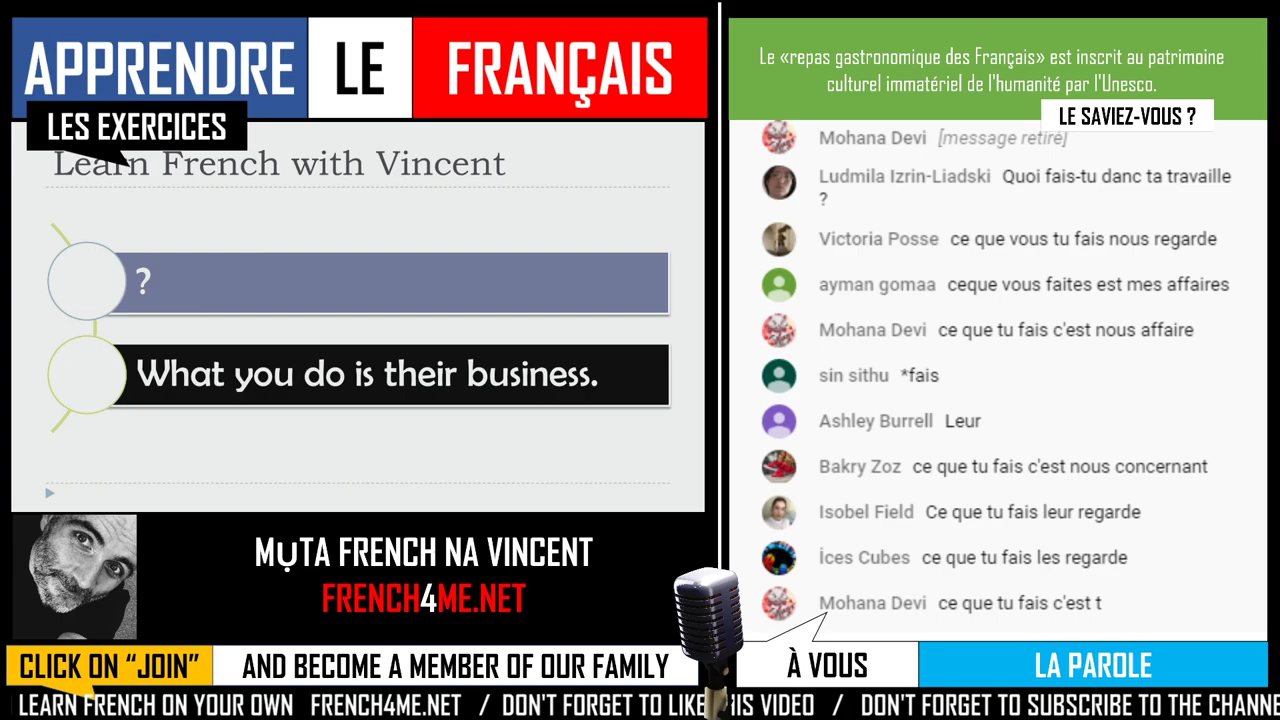 APPRENDRE LE FRANÇAIS
LES EXERCICES
Learn French with Vincent
?
What you do is their business.
MụTA FRENCH NA VINCENT
FRENCH4ME.NET
Le «repas gastronomique des Français» est inscrit au patrimoine
culturel immatériel de l'humanité par l'Unesco.
LE SAVIEZ-VOUS ?
Mohana Devi [message retiré]
Ludmila Izrin-Liadski Quoi fais-tu danc ta travaille
?
Victoria Posse ce que vous tu fais nous regarde
ayman gomaa ceque vous faites est mes affaires
Mohana Devi ce que tu fais c'est nous affaire
sin sithu *fais
Ashley Burrell Leur
Bakry Zoz ce que tu fais c'est nous concernant
Isobel Field Ce que tu fais leur regarde
İces Cubes ce que tu fais les regarde
Mohana Devi ce que tu fais c'est t
CLICK ON “JOIN” AND BECOME A MEMBER OF OUR FAMILY
À VOUS LA PAROLE
LEARN FRENCH ON YOUR OWN FRENCH4ME.NET / DON'T FORGET TO LIKE HIS VIDEO / DON'T FORGET TO SUBSCRIBE TO THE CHANNE